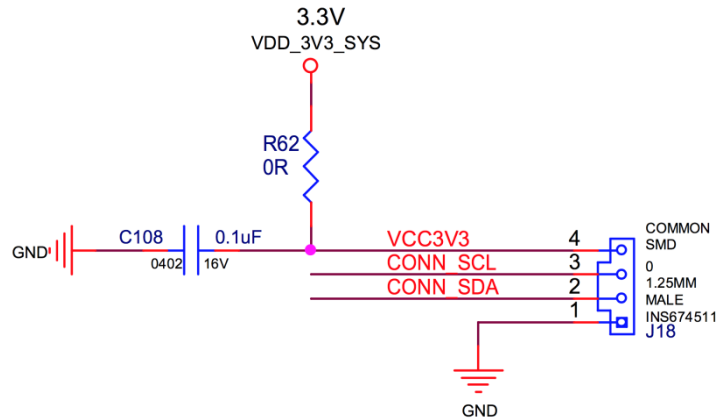 3.3V
VDD_3V3_SYS
R62
0R
GND
C108
0.1uF
0402
16V
VCC3V3
CONN_SCL
CONN_SDA
4
3
2
1
COMMON
SMD
0
1.25MM
MALE
INS674511
J18
GND